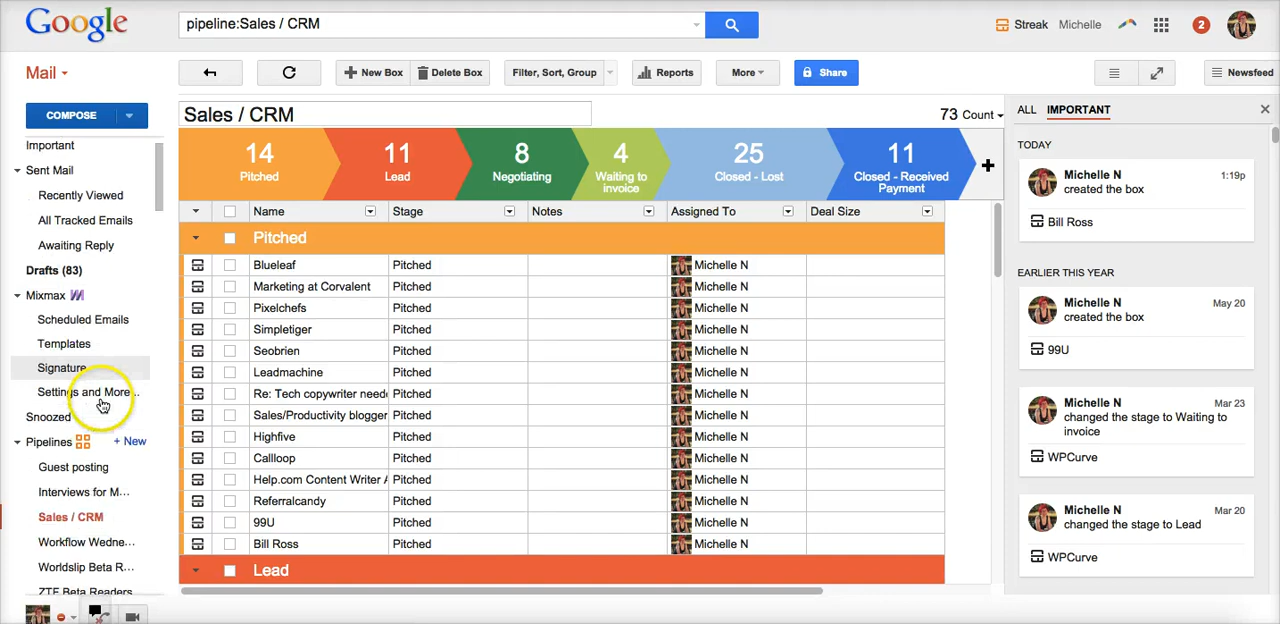 Google
pipeline:Sales / CRM
Streak
Michelle
2
Mail
New Box
Delete Box
Filter, Sort, Group
Reports
More
Share
Newsfeed
COMPOSE
Important
Sent Mail
Recently Viewed
All Tracked Emails
Awaiting Reply
Drafts (83)
Mixmax
Scheduled Emails
Templates
Signature
Settings and More...
Snoozed
Pipelines
+ New
Guest posting
Interviews for M...
Sales / CRM
Workflow Wedne...
Worldslip Beta R...
ZTF Beta Readers
Sales / CRM
73 Count
14
Pitched
11
Lead
8
Negotiating
4
Waiting to
invoice
25
Closed - Lost
11
Closed - Received
Payment
Name Stage Notes Assigned To Deal Size
Pitched
Blueleaf Pitched Michelle N
Marketing at Corvalent Pitched Michelle N
Pixelchefs Pitched Michelle N
Simpletiger Pitched Michelle N
Seobrien Pitched Michelle N
Leadmachine Pitched Michelle N
Re: Tech copywriter neede Pitched Michelle N
Sales/Productivity blogger Pitched Michelle N
Highfive Pitched Michelle N
Callloop Pitched Michelle N
Help.com Content Writer A Pitched Michelle N
Referralcandy Pitched Michelle N
99U Pitched Michelle N
Bill Ross Pitched Michelle N
Lead
ALL IMPORTANT
TODAY
Michelle N 1:19p
created the box
Bill Ross
EARLIER THIS YEAR
Michelle N May 20
created the box
99U
Michelle N Mar 23
changed the stage to Waiting to
invoice
WPCurve
Michelle N Mar 20
changed the stage to Lead
WPCurve